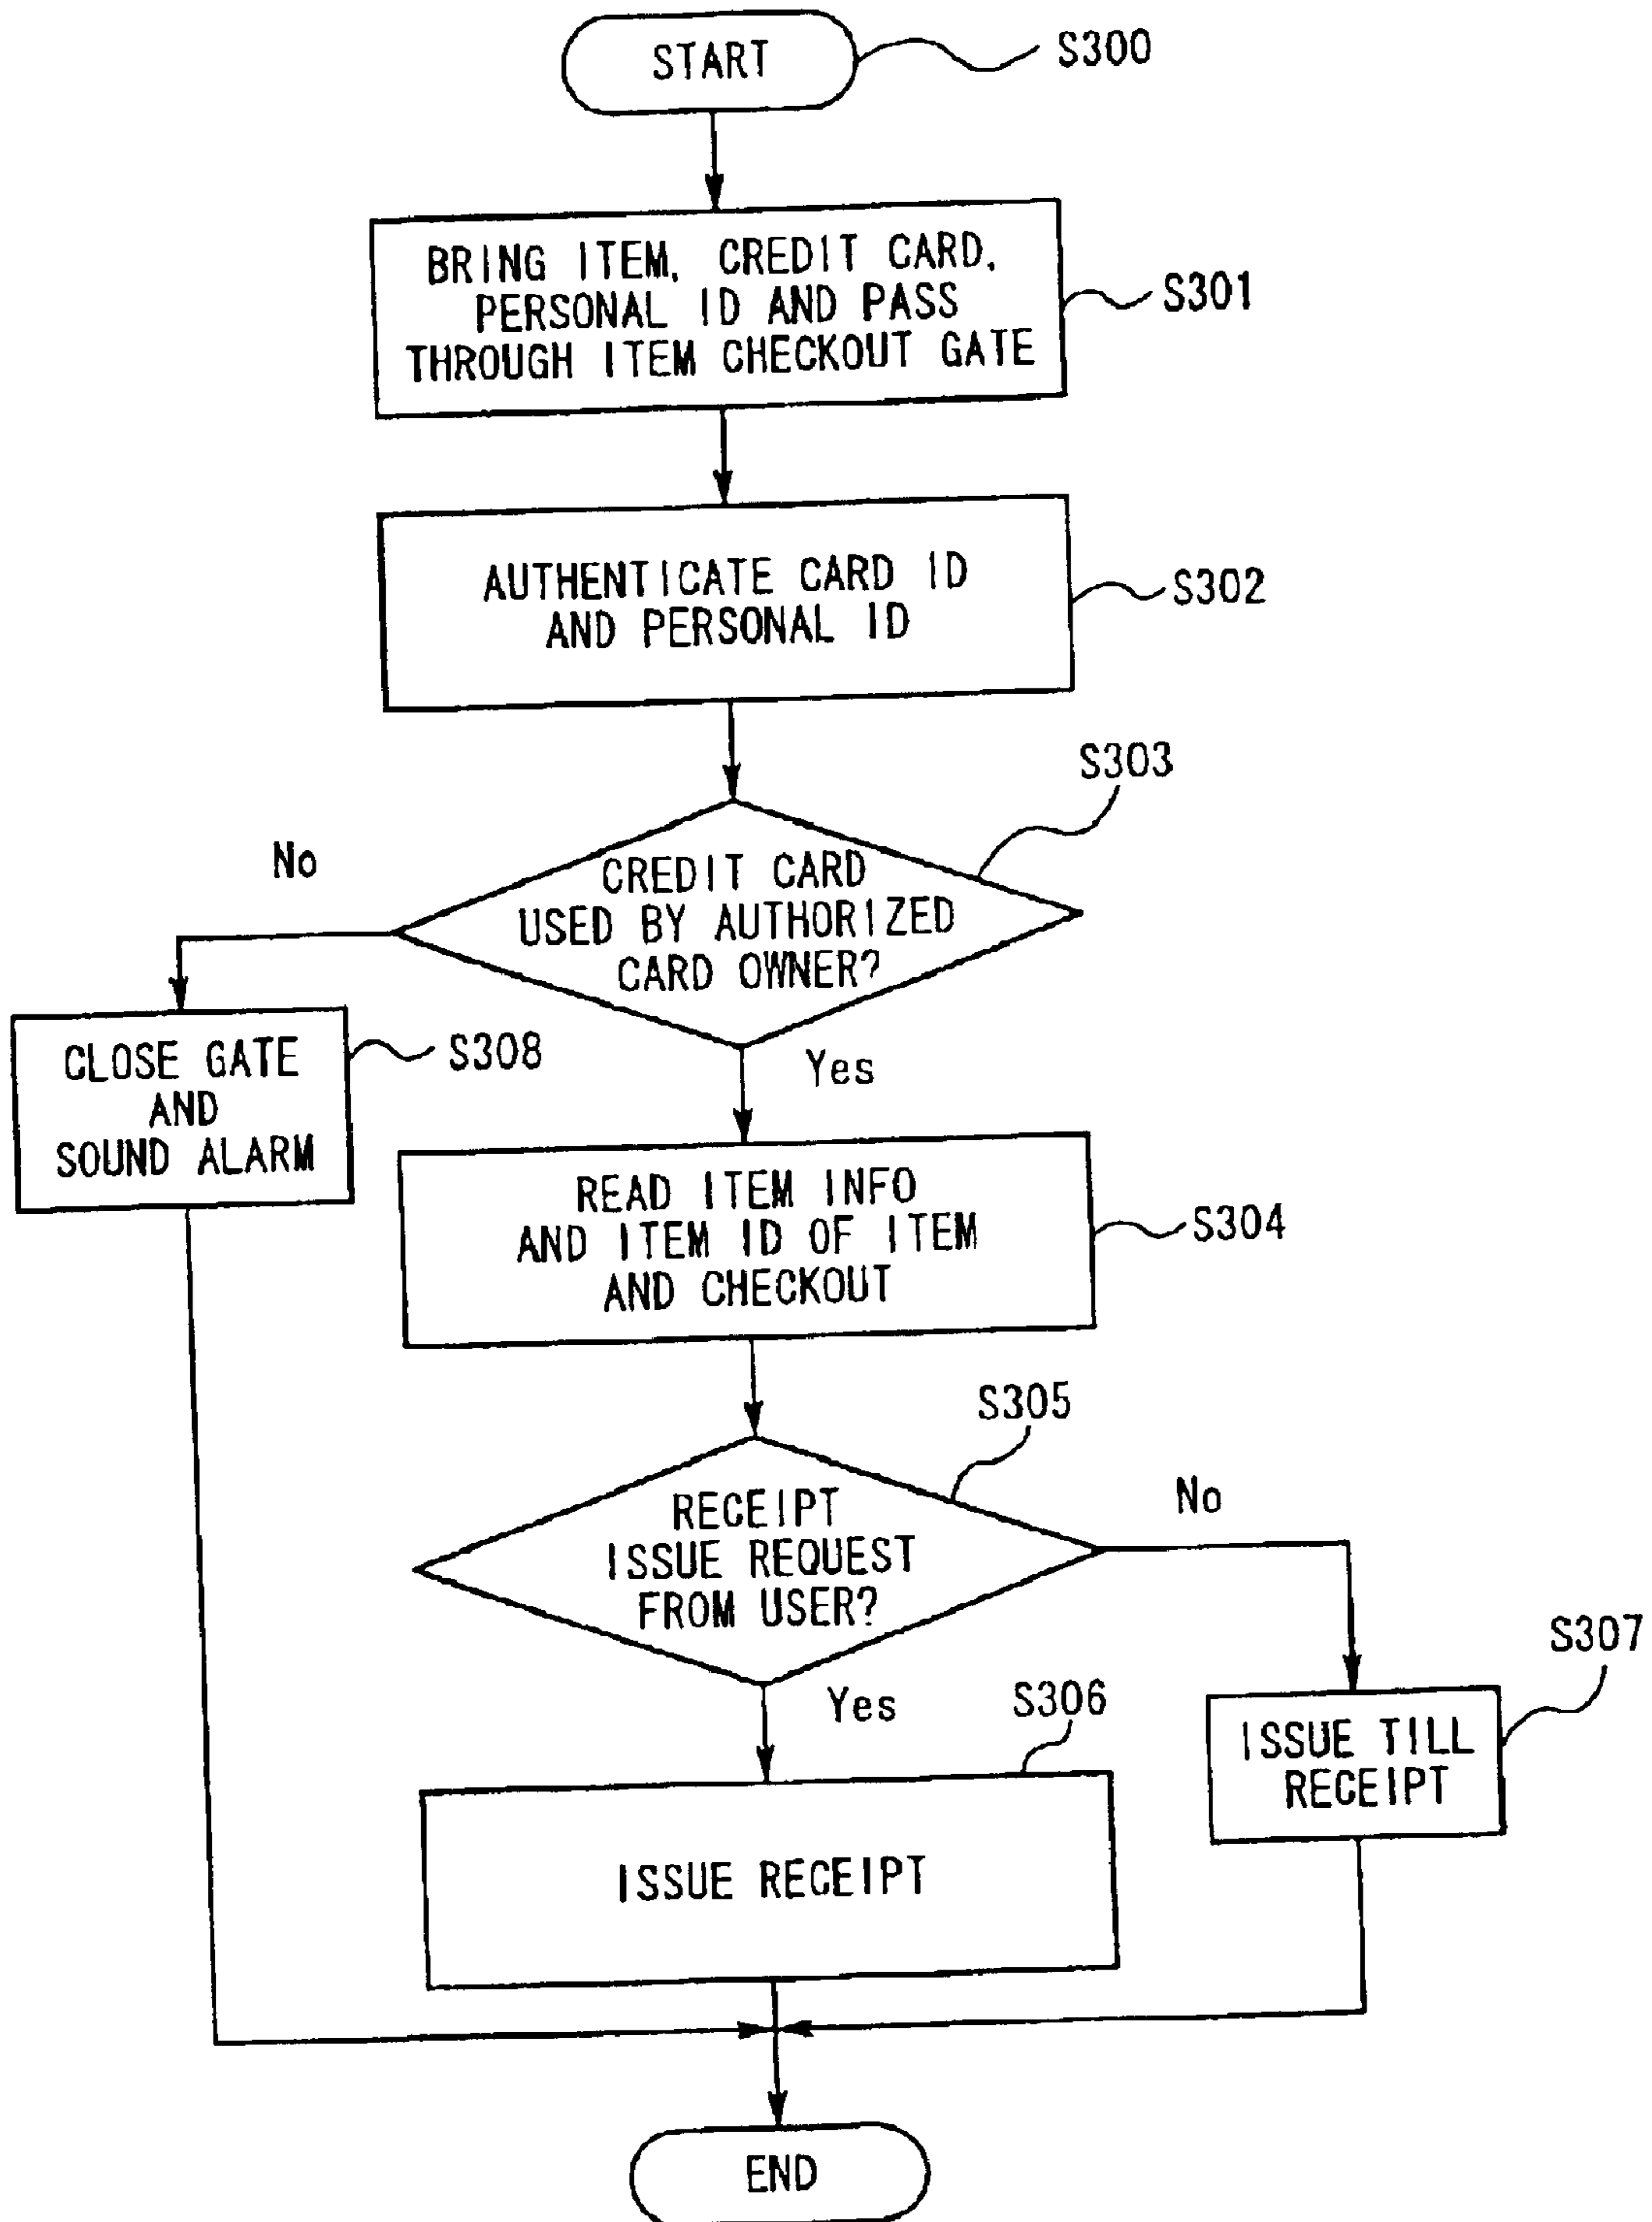 START
S300
BRING ITEM, CREDIT CARD,
PERSONAL ID AND PASS
THROUGH ITEM CHECKOUT GATE
S301
AUTHENTICATE CARD ID
AND PERSONAL ID
S302
S303
No
CREDIT CARD
USED BY AUTHORIZED
CARD OWNER?
Yes
CLOSE GATE
AND
SOUND ALARM
S308
READ ITEM INFO
AND ITEM ID OF ITEM
AND CHECKOUT
S304
S305
RECEIPT
ISSUE REQUEST
FROM USER?
No
Yes
S306
S307
ISSUE TILL
RECEIPT
ISSUE RECEIPT
END